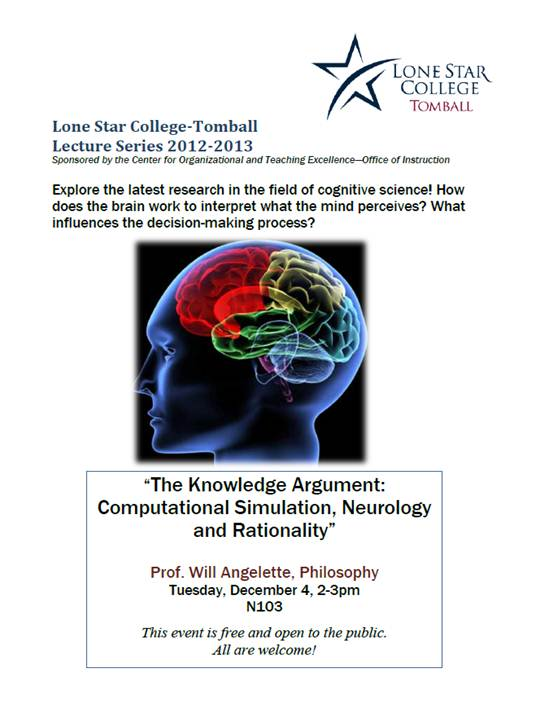 LONE STAR
COLLEGE
TOMBALL
Lone Star College-Tomball
Lecture Series 2012-2013
Sponsored by the Center for Organizational and Teaching Excellence—Office of Instruction
Explore the latest research in the field of cognitive science! How
does the brain work to interpret what the mind perceives? What
influences the decision-making process?
“The Knowledge Argument:
Computational Simulation, Neurology
and Rationality”
Prof. Will Angelette, Philosophy
Tuesday, December 4, 2-3pm
N103
This event is free and open to the public.
All are welcome!